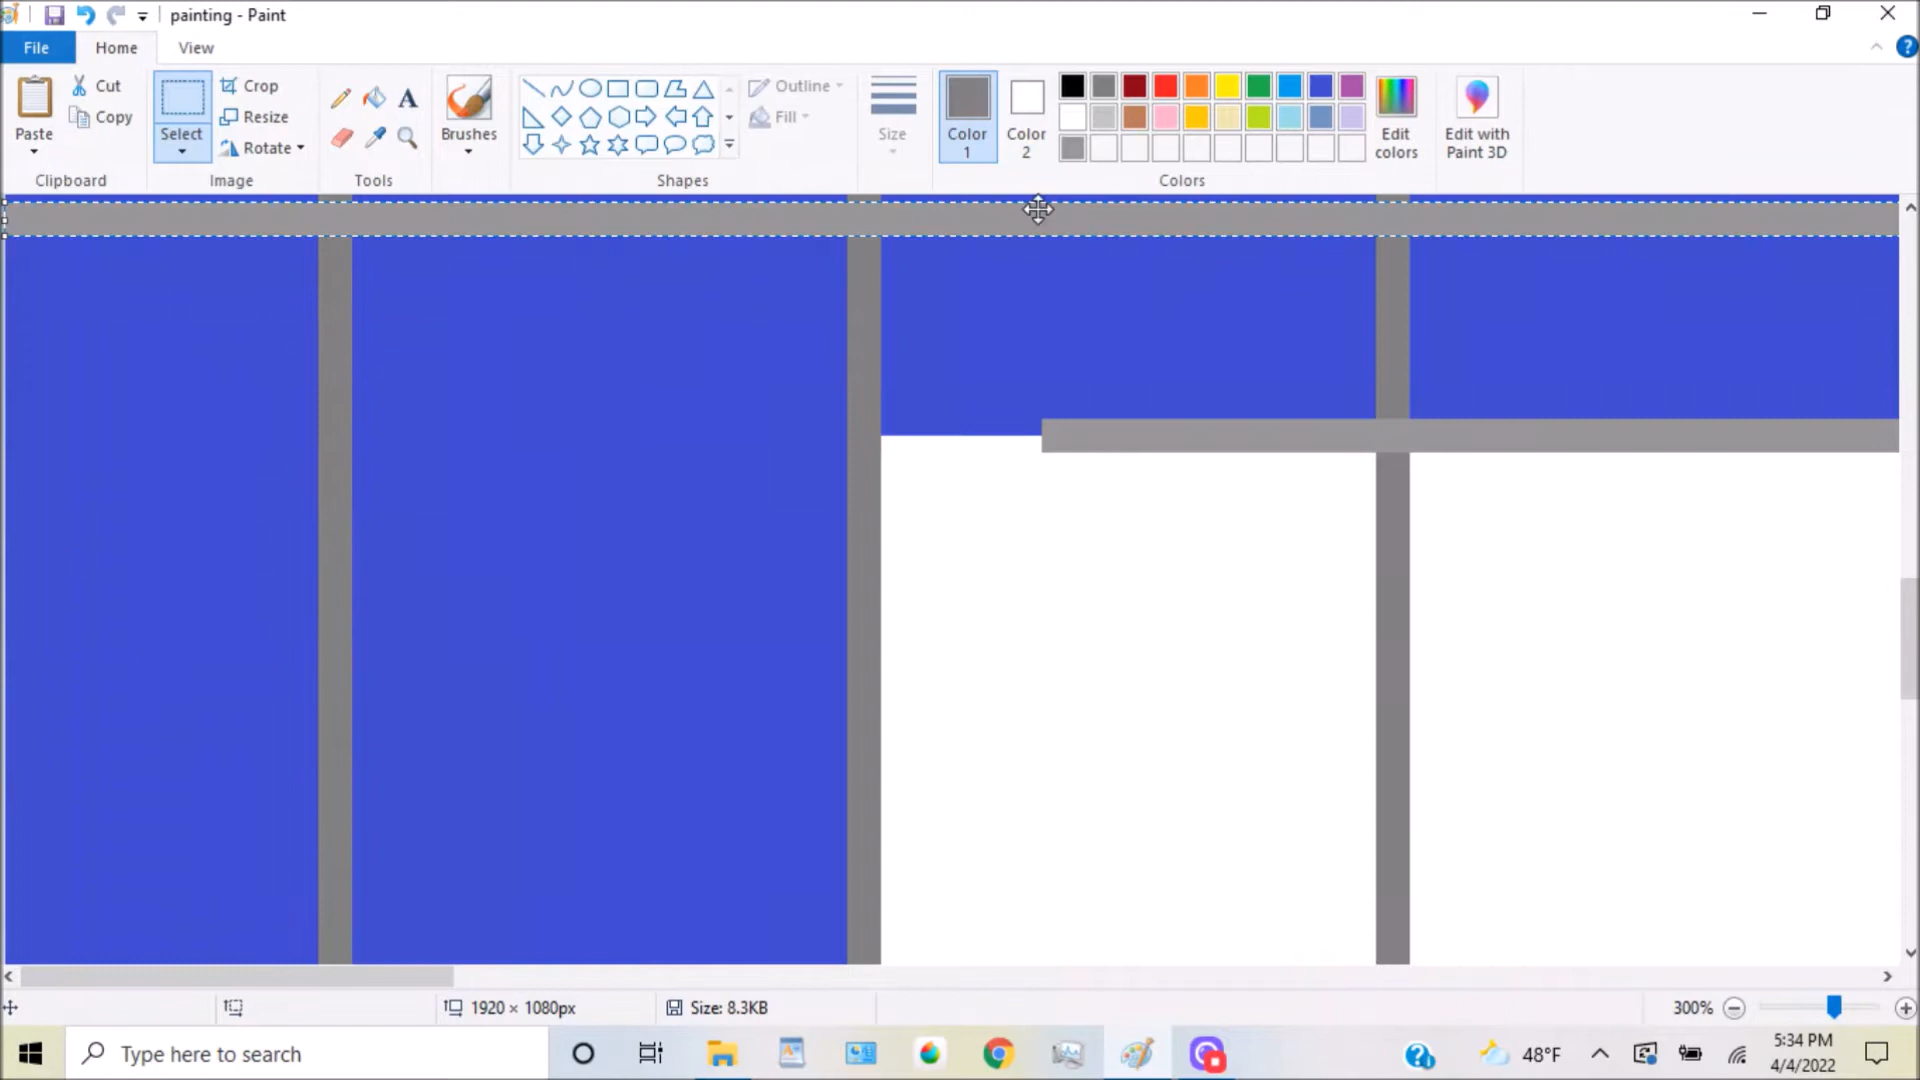 painting - Paint
File Home View
Cut
Copy
Paste
Clipboard
Select
Crop
Resize
Rotate
Image
Tools
Brushes
Shapes
Outline
Fill
Size
Color 1
Color 2
Colors
Edit colors
Edit with Paint 3D
1920 × 1080px
Size: 8.3KB
300%
Type here to search
48°F
5:34 PM
4/4/2022